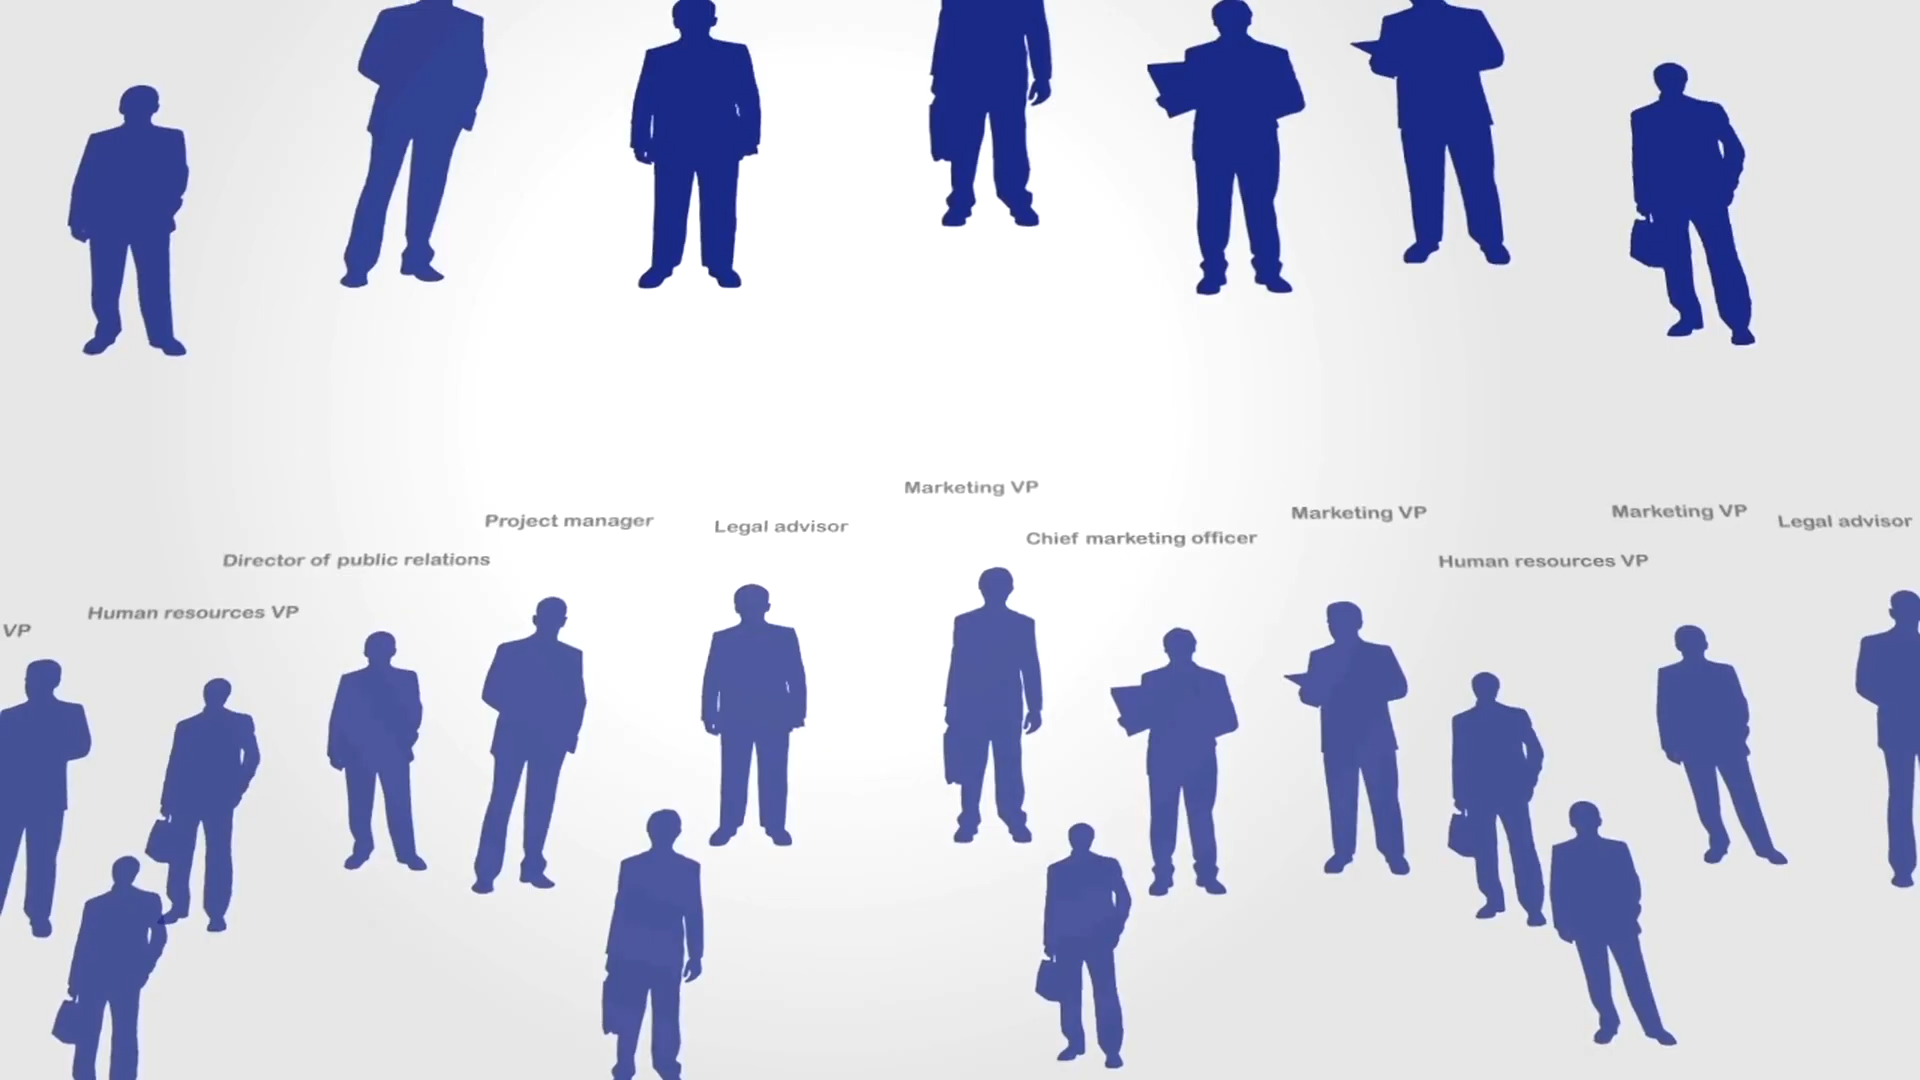 Marketing VP
Project manager
Legal advisor
Chief marketing officer
Marketing VP
Marketing VP
Legal advisor
Director of public relations
Human resources VP
Human resources VP
VP